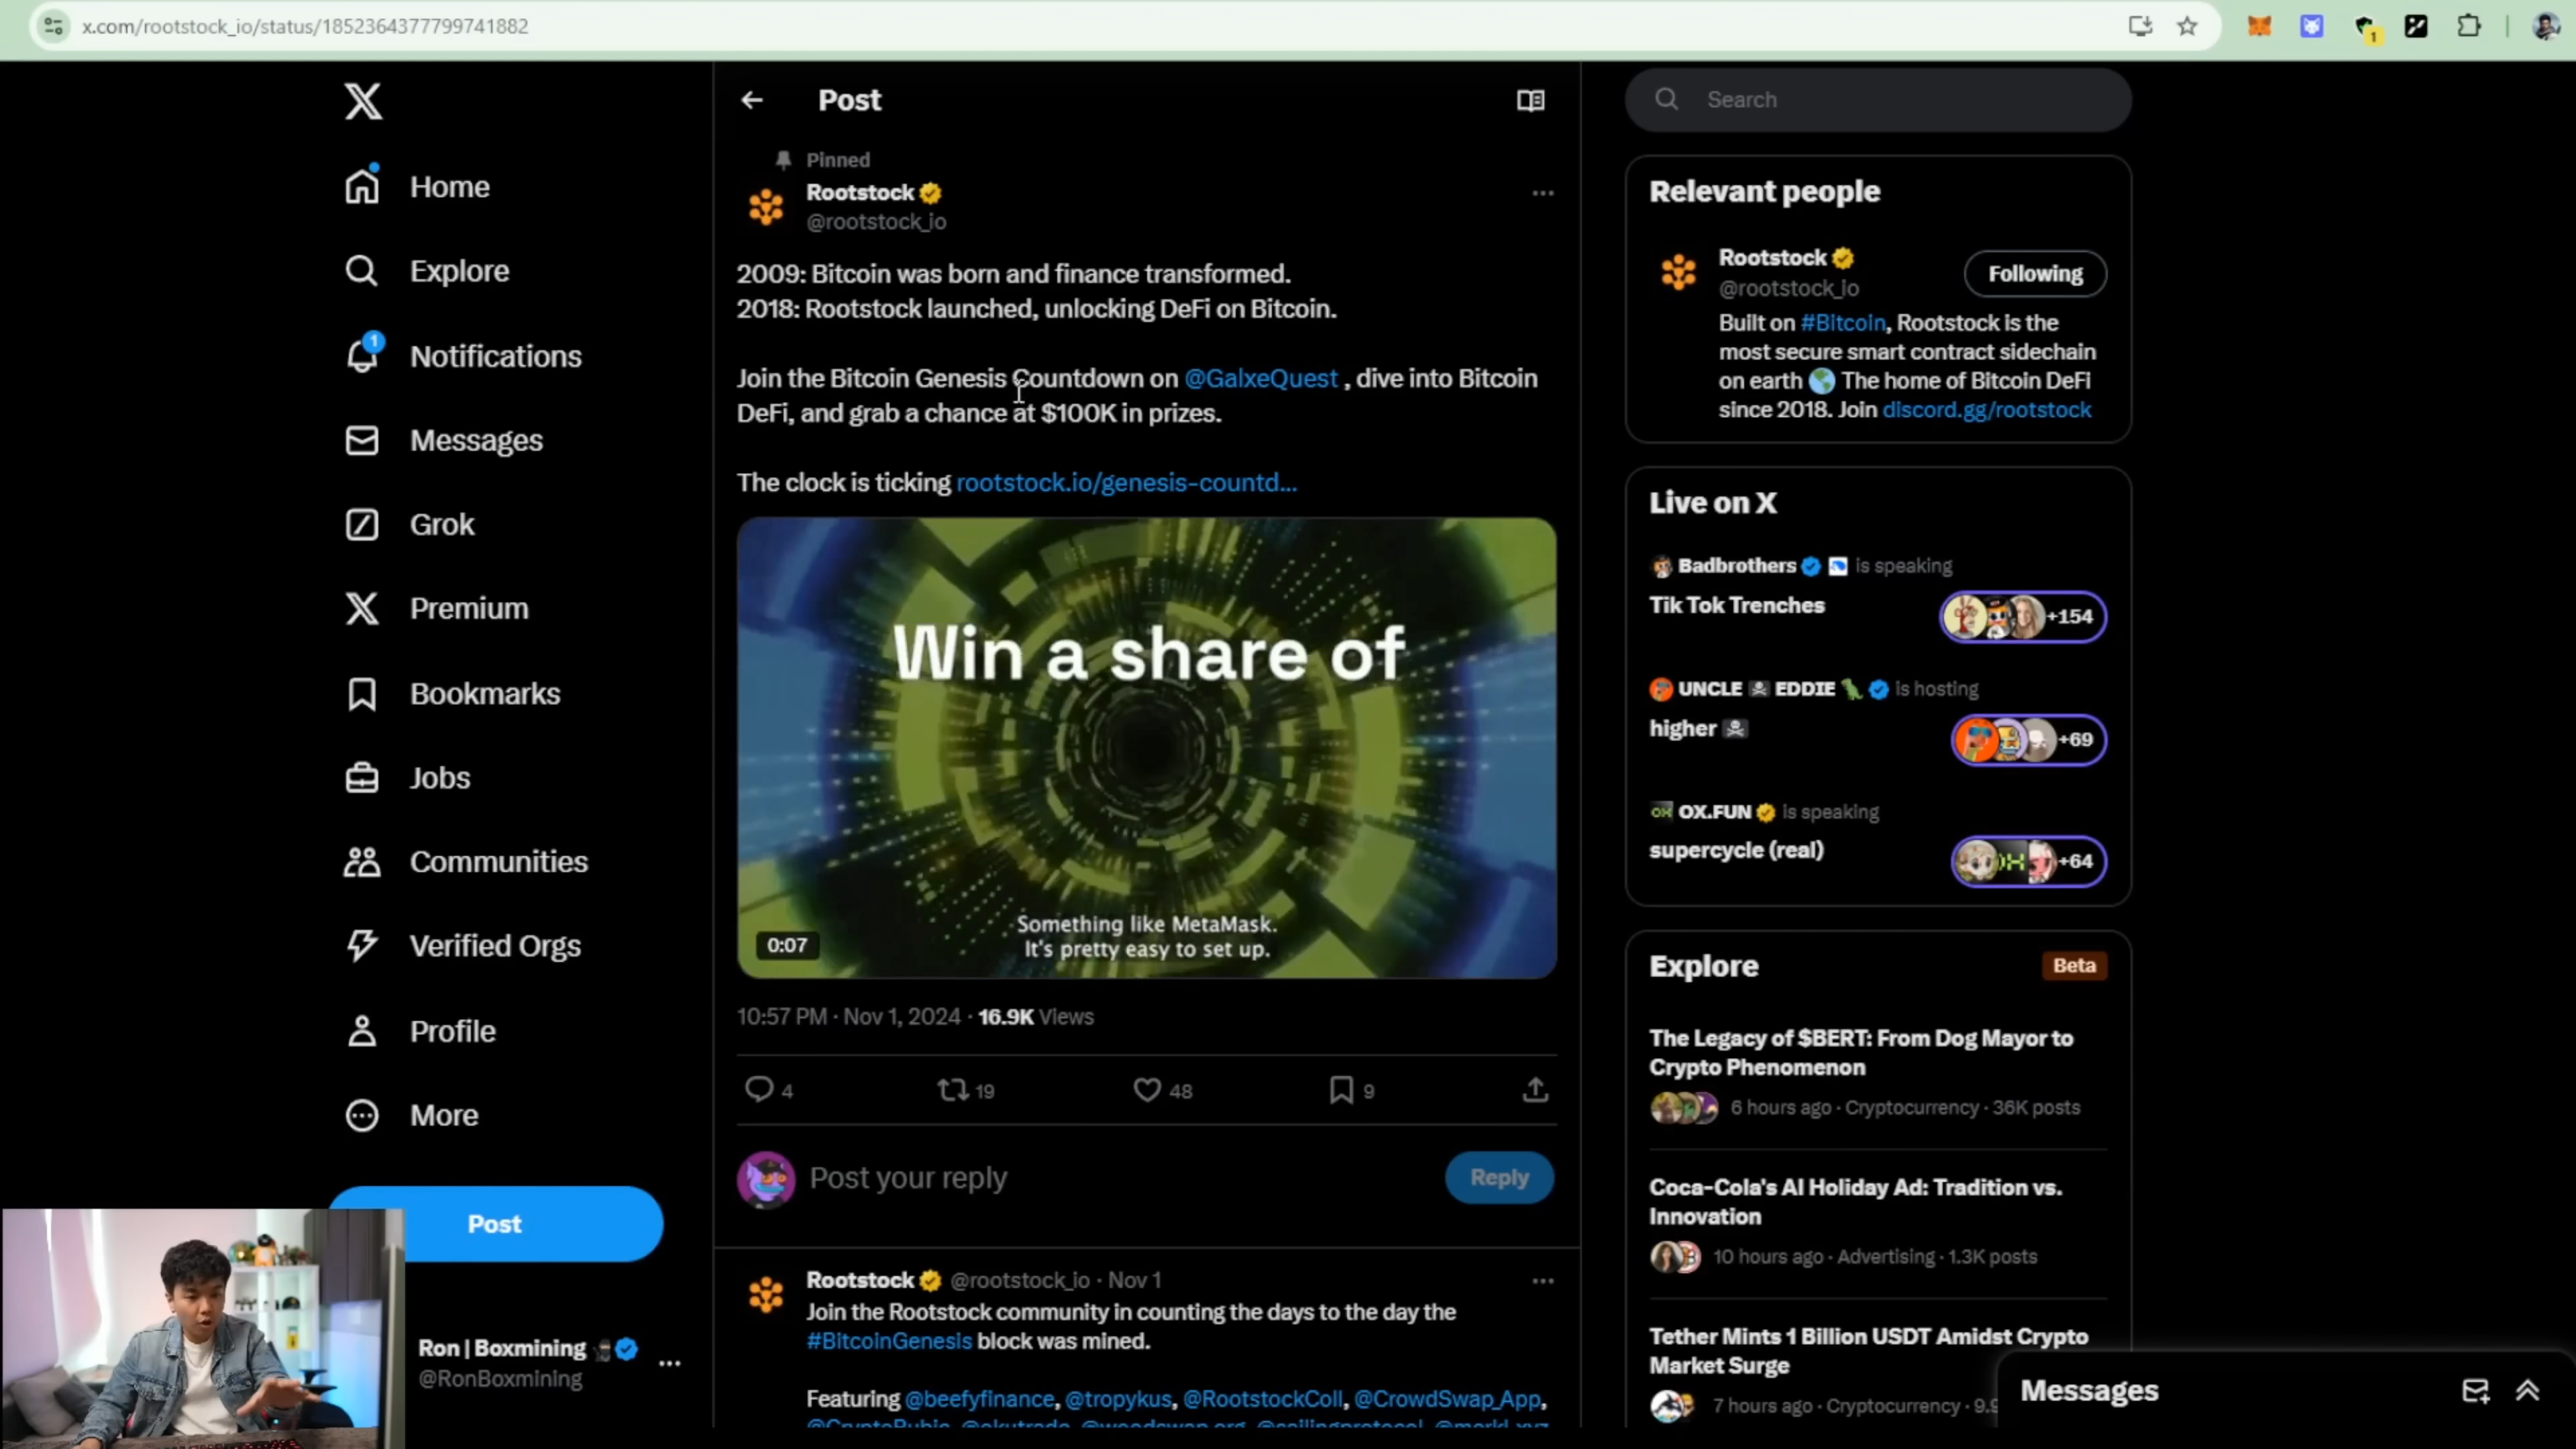 x.com/rootstock_io/status/1852364377799741882
1
Home
Explore
1
Notifications
Messages
Grok
Premium
Bookmarks
Jobs
Communities
Verified Orgs
Profile
More
Post
Ron | Boxmining
@RonBoxmining
Post
Pinned
Rootstock
@rootstock_io
2009: Bitcoin was born and finance transformed.
2018: Rootstock launched, unlocking DeFi on Bitcoin.
Join the Bitcoin Genesis Countdown on @GalxeQuest , dive into Bitcoin
DeFi, and grab a chance at $100K in prizes.
The clock is ticking rootstock.io/genesis-countd...
Win a share of
Something like MetaMask.
It's pretty easy to set up.
0:07
10:57 PM · Nov 1, 2024 · 16.9K Views
4
19
48
9
Post your reply
Reply
Rootstock @rootstock_io · Nov 1
Join the Rootstock community in counting the days to the day the
#BitcoinGenesis block was mined.
Featuring @beefyfinance, @tropykus, @RootstockColl, @CrowdSwap_App,
Search
Relevant people
Rootstock
@rootstock_io
Following
Built on #Bitcoin, Rootstock is the
most secure smart contract sidechain
on earth 🌎 The home of Bitcoin DeFi
since 2018. Join discord.gg/rootstock
Live on X
Badbrothers is speaking
Tik Tok Trenches
+154
UNCLE ☠ EDDIE 🦖 is hosting
higher ☠
+69
OX.FUN is speaking
supercycle (real)
+64
Explore
Beta
The Legacy of $BERT: From Dog Mayor to
Crypto Phenomenon
6 hours ago · Cryptocurrency · 36K posts
Coca-Cola's AI Holiday Ad: Tradition vs.
Innovation
10 hours ago · Advertising · 1.3K posts
Tether Mints 1 Billion USDT Amidst Crypto
Market Surge
7 hours ago · Cryptocurrency · 9.9
Messages